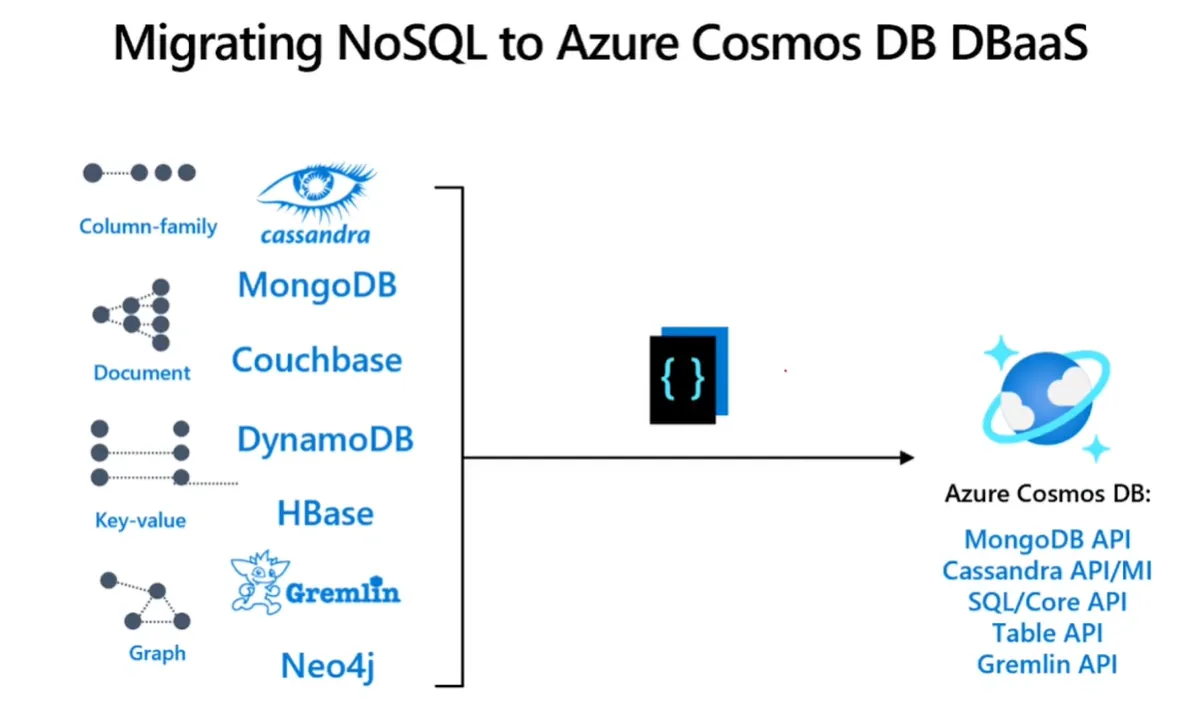 Migrating NoSQL to Azure Cosmos DB DBaaS
Column-family
cassandra
MongoDB
Couchbase
Document
DynamoDB
Key-value
HBase
Gremlin
Graph
Neo4j
{ }
Azure Cosmos DB:
MongoDB API
Cassandra API/MI
SQL/Core API
Table API
Gremlin API